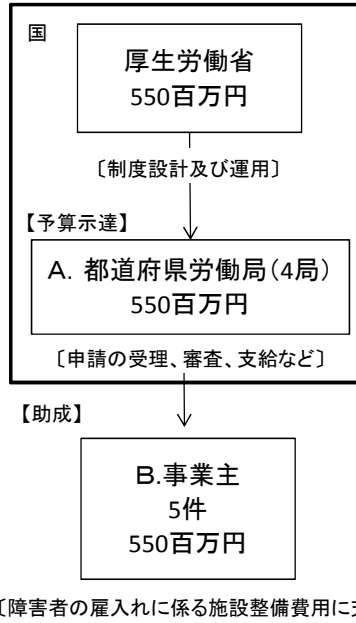 国
厚生労働省
550百万円
〔制度設計及び運用〕
【予算示達】
A. 都道府県労働局(4局)
550百万円
〔申請の受理、審査、支給など〕
【助成】
B.事業主
5件
550百万円
〔障害者の雇入れに係る施設整備費用に